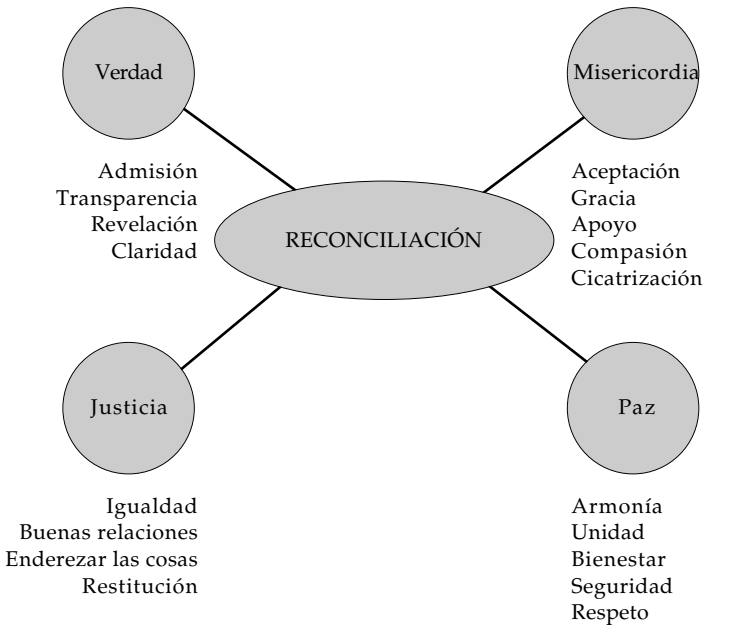 Verdad
Misericordia
Admisión
Transparencia
Revelación
Claridad
Aceptación
Gracia
Apoyo
Compasión
Cicatrización
RECONCILIACIÓN
Justicia
Paz
Igualdad
Buenas relaciones
Enderezar las cosas
Restitución
Armonía
Unidad
Bienestar
Seguridad
Respeto